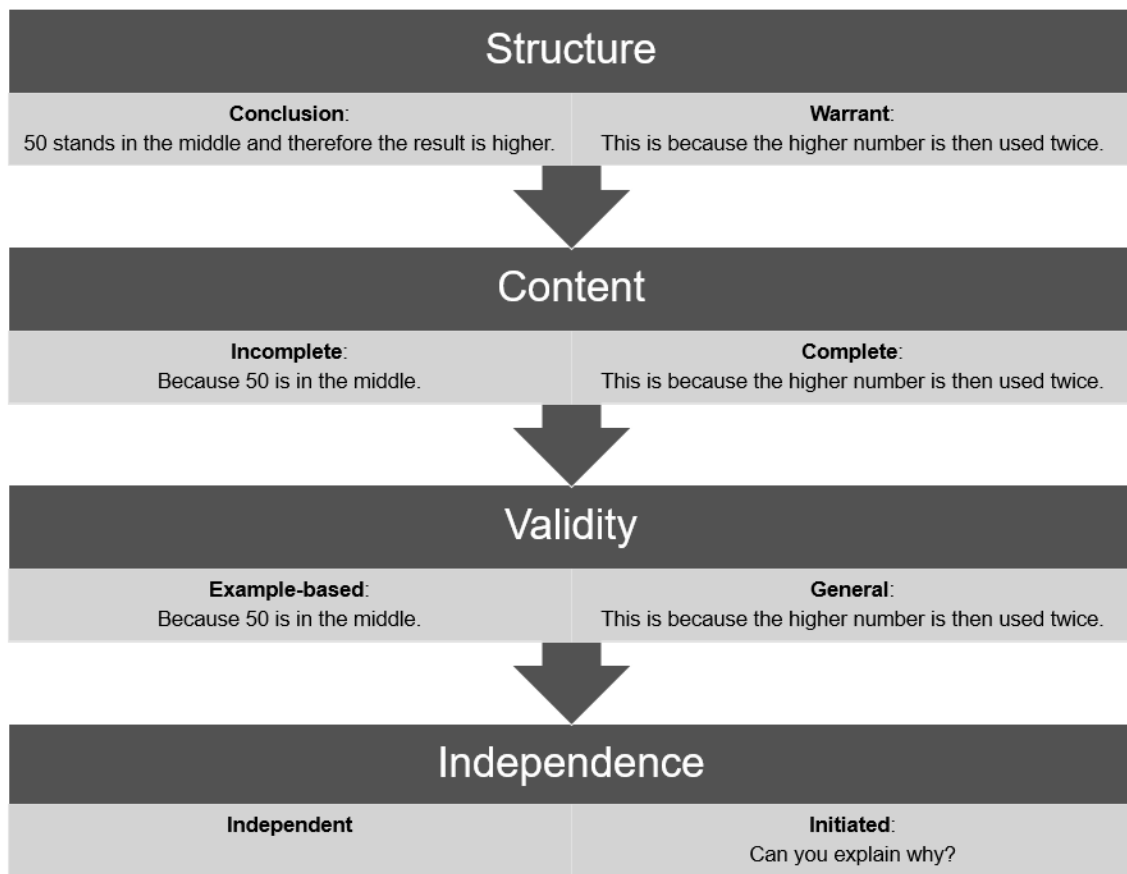 Structure
Conclusion:
50 stands in the middle and therefore the result is higher.
Warrant:
This is because the higher number is then used twice.
Content
Incomplete:
Because 50 is in the middle.
Complete:
This is because the higher number is then used twice.
Validity
Example-based:
Because 50 is in the middle.
General:
This is because the higher number is then used twice.
Independence
Independent
Initiated:
Can you explain why?